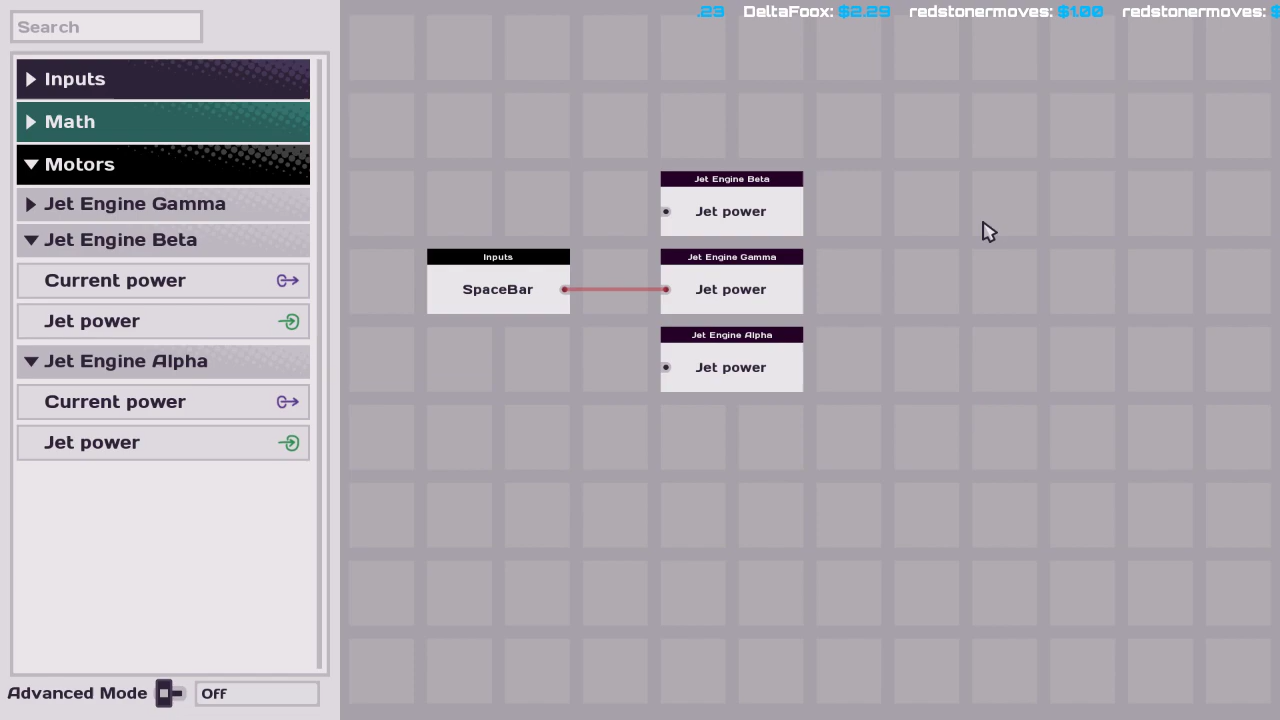 Search
Inputs
Math
Motors
Jet Engine Gamma
Jet Engine Beta
Current power
Jet power
Jet Engine Alpha
Current power
Jet power
Advanced Mode Off
.23 DeltaFoox: $2.29 redstonermoves: $1.00 redstonermoves: $
Jet Engine Beta
Jet power
Inputs
SpaceBar
Jet Engine Gamma
Jet power
Jet Engine Alpha
Jet power